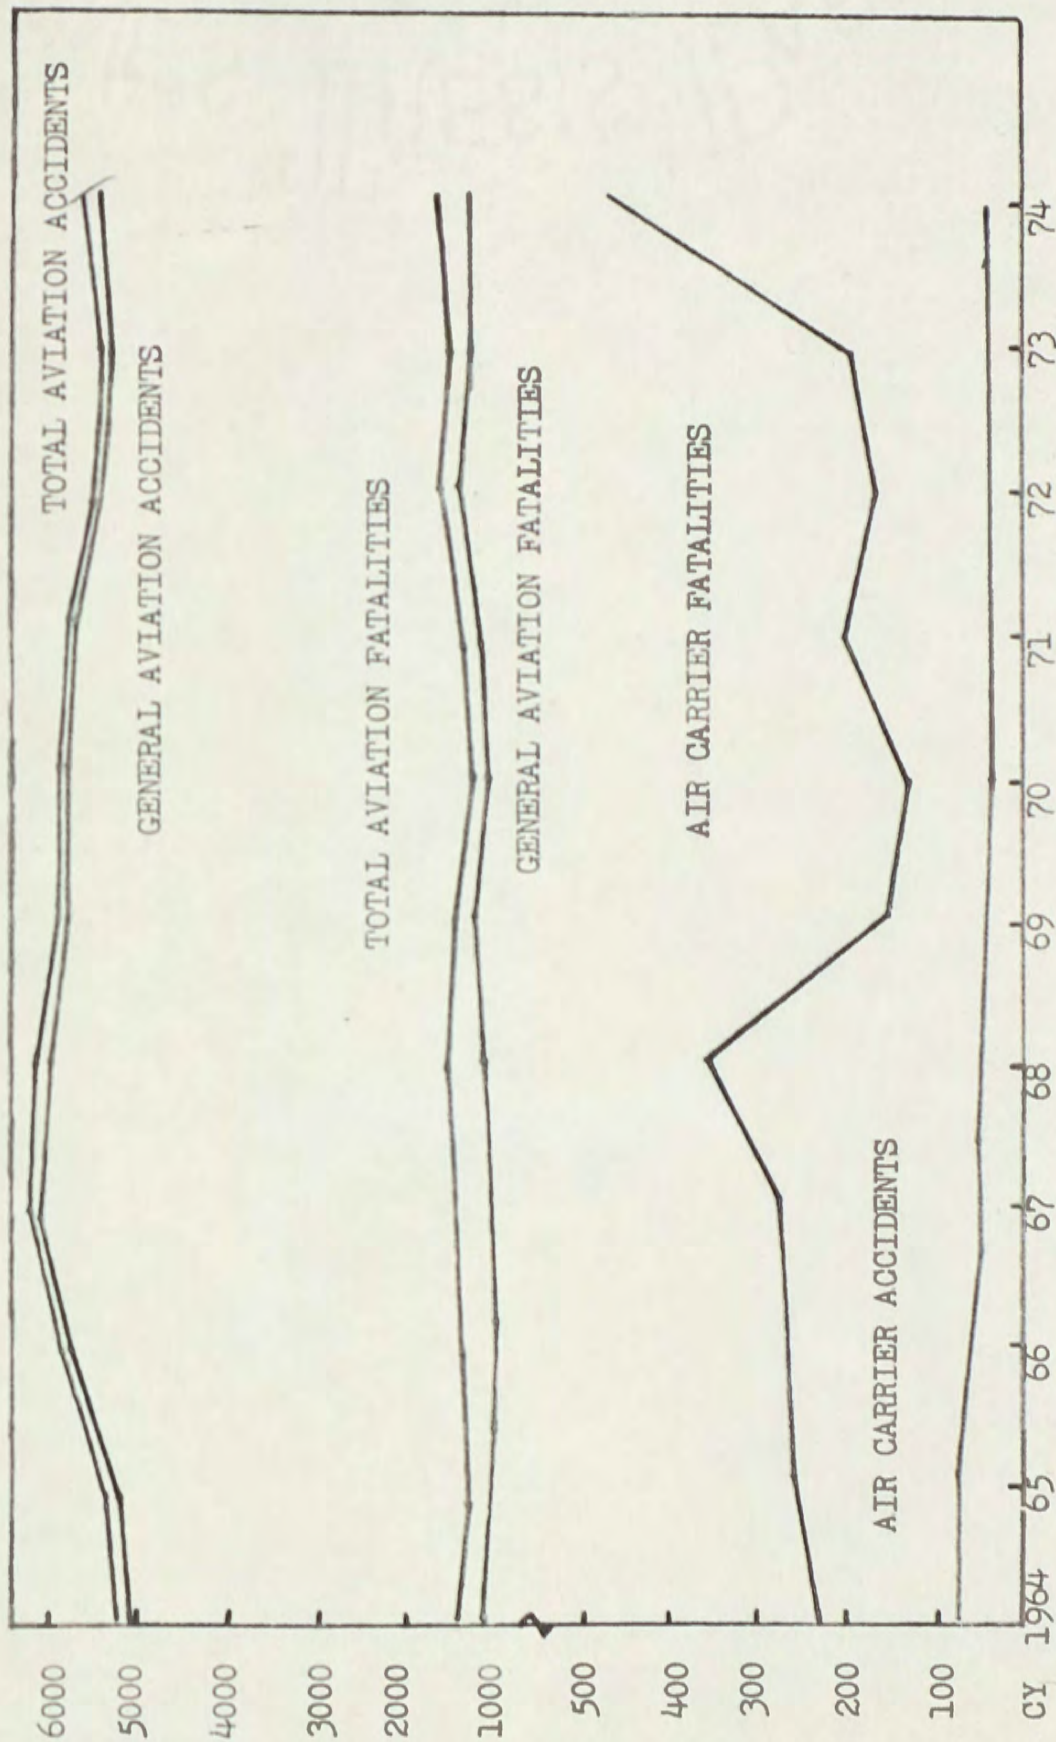 TOTAL AVIATION ACCIDENTS
GENERAL AVIATION ACCIDENTS
TOTAL AVIATION FATALITIES
GENERAL AVIATION FATALITIES
AIR CARRIER FATALITIES
AIR CARRIER ACCIDENTS
6000
5000
4000
3000
2000
1000
500
400
300
200
100
CY 1964 65 66 67 68 69 70 71 72 73 74